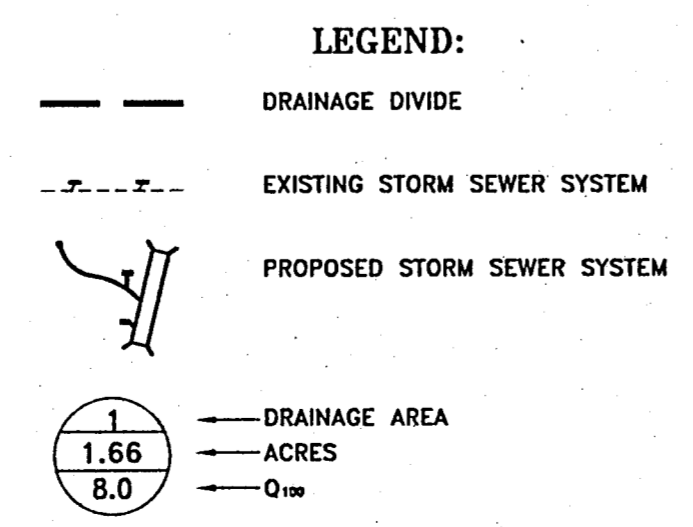 LEGEND:
DRAINAGE DIVIDE
EXISTING STORM SEWER SYSTEM
PROPOSED STORM SEWER SYSTEM
1 DRAINAGE AREA
1.66 ACRES
8.0 Q100